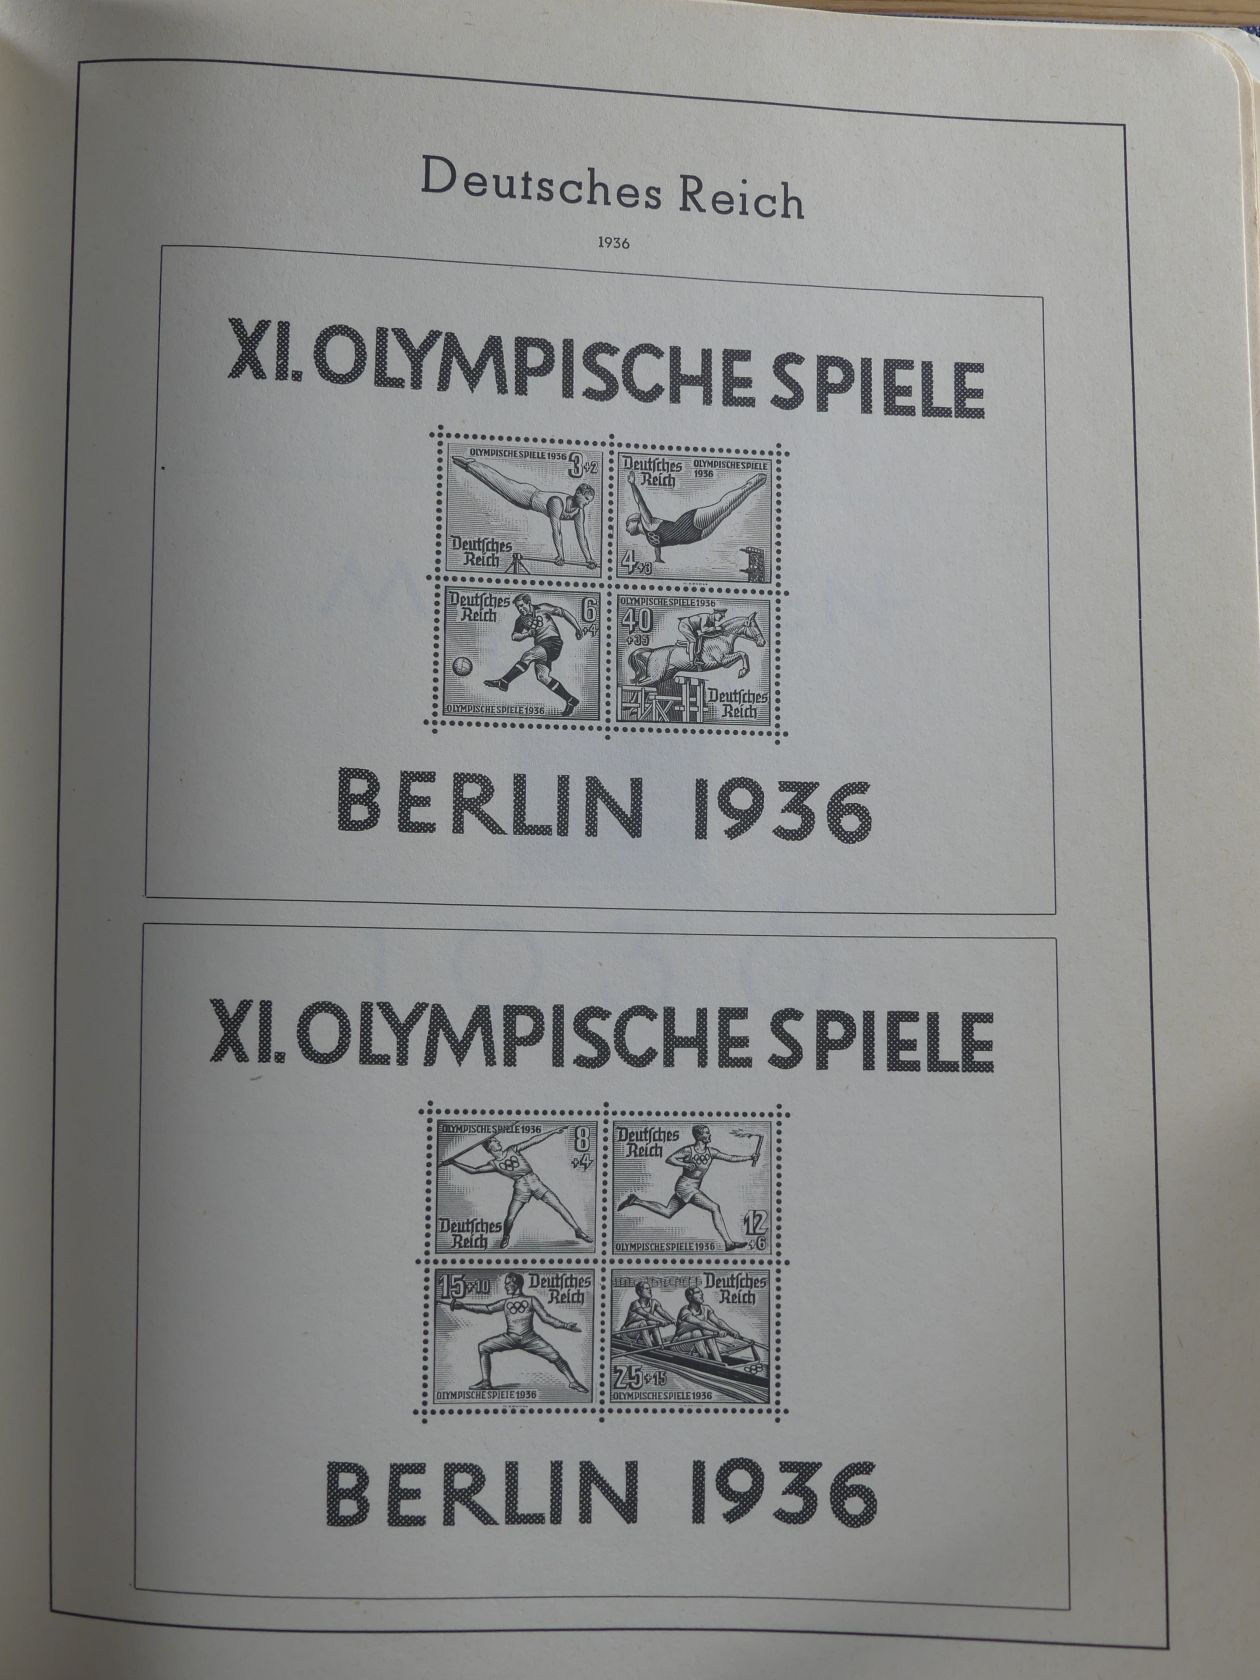 Deutsches Reich
1936
XI. OLYMPISCHE SPIELE
OLYMPISCHE SPIELE 1936 3+2
Deutsches
Reich
Deutsches
Reich
OLYMPISCHE SPIELE
1936
4+3
Deutsches
Reich
6
+4
OLYMPISCHE SPIELE 1936
OLYMPISCHE SPIELE 1936
40
+35
Deutsches
Reich
BERLIN 1936
XI. OLYMPISCHE SPIELE
OLYMPISCHE SPIELE 1936
8
+4
Deutsches
Reich
Deutsches
Reich
12
+6
OLYMPISCHE SPIELE 1936
15+10
Deutsches
Reich
OLYMPISCHE SPIELE 1936
Deutsches
Reich
25+15
OLYMPISCHE SPIELE 1936
BERLIN 1936